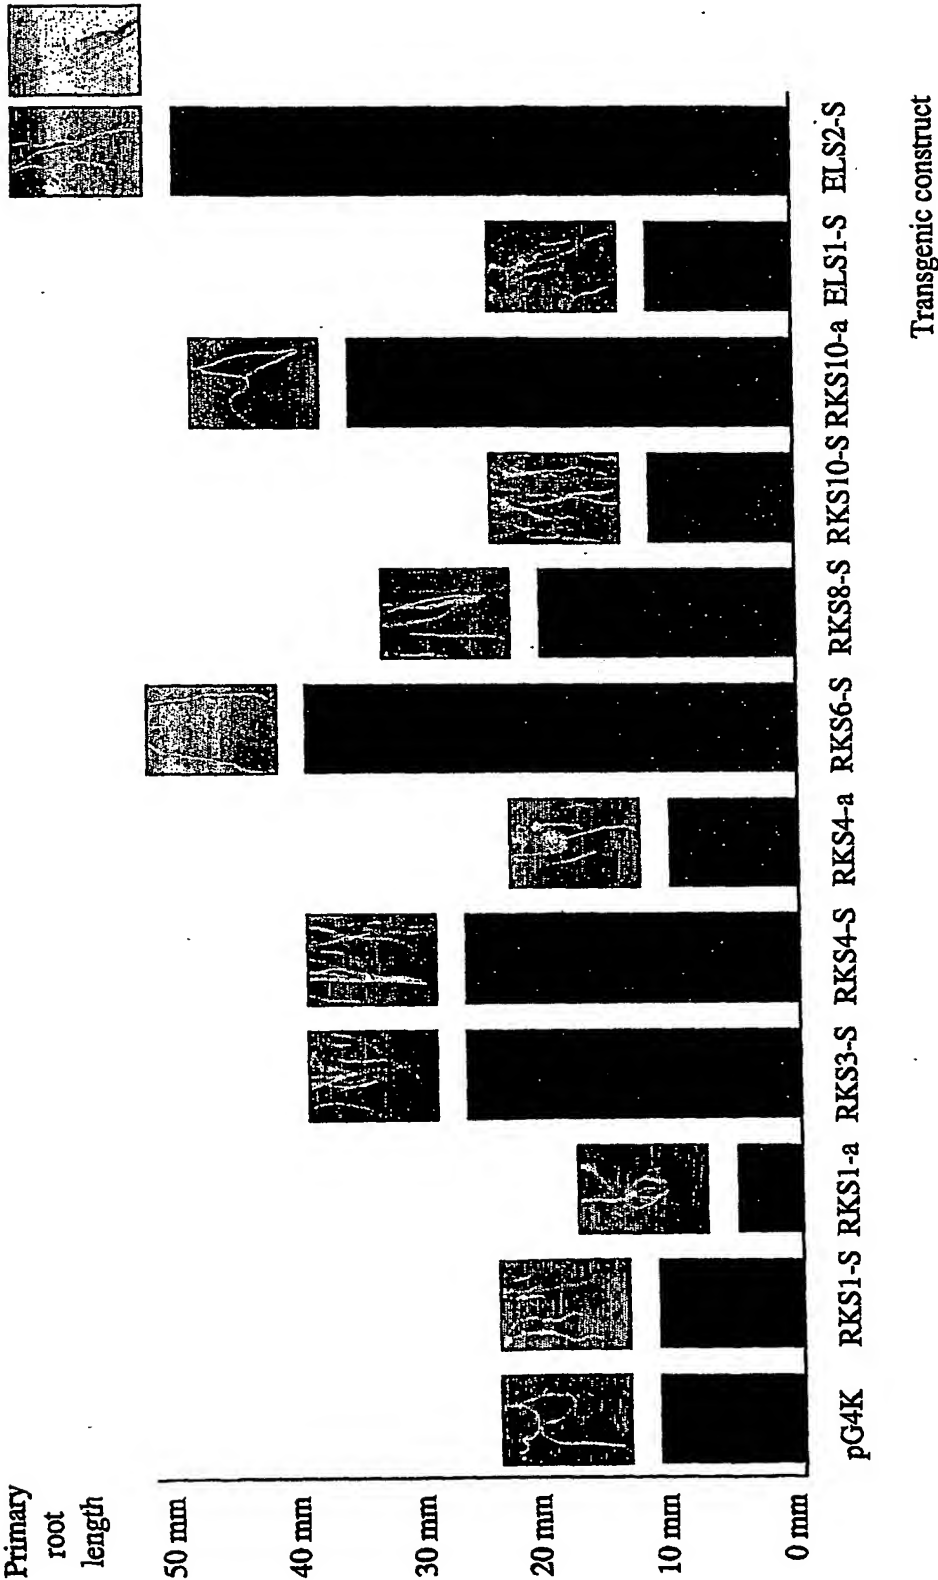 Primary
root
length
50 mm
40 mm
30 mm
20 mm
10 mm
0 mm
pG4K RKS1-S RKS1-a RKS3-S RKS4-S RKS4-a RKS6-S RKS8-S RKS10-S RKS10-a ELS1-S ELS2-S
Transgenic construct